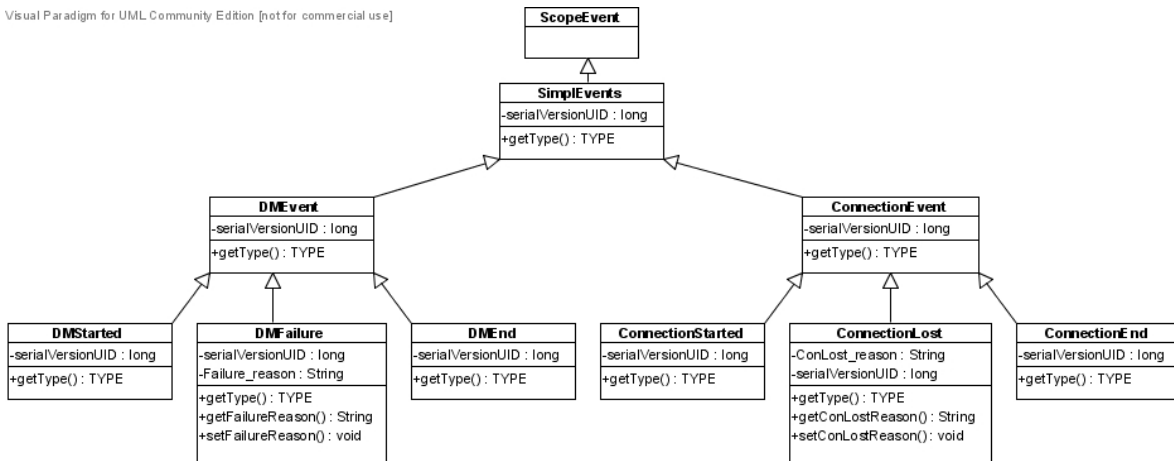 Visual Paradigm for UML Community Edition [not for commercial use]
ScopeEvent
SimplEvents
-serialVersionUID : long
+getType() : TYPE
DMEvent
-serialVersionUID : long
+getType() : TYPE
ConnectionEvent
-serialVersionUID : long
+getType() : TYPE
DMStarted
-serialVersionUID : long
+getType() : TYPE
DMFailure
-serialVersionUID : long
-Failure_reason : String
+getType() : TYPE
+getFailureReason() : String
+setFailureReason() : void
DMEnd
-serialVersionUID : long
+getType() : TYPE
ConnectionStarted
-serialVersionUID : long
+getType() : TYPE
ConnectionLost
-ConLost_reason : String
-serialVersionUID : long
+getType() : TYPE
+getConLostReason() : String
+setConLostReason() : void
ConnectionEnd
-serialVersionUID : long
+getType() : TYPE